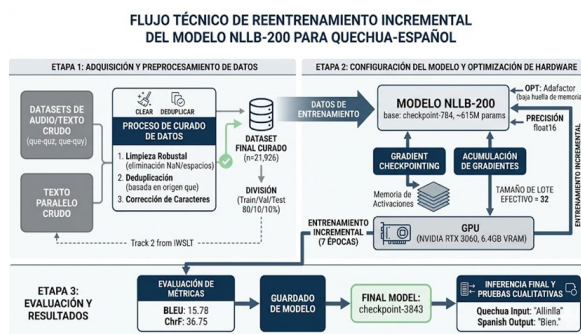 FLUJO TÉCNICO DE REENTRENAMIENTO INCREMENTAL
DEL MODELO NLLB-200 PARA QUECHUA-ESPAÑOL
ETAPA 1: ADQUISICIÓN Y PREPROCESAMIENTO DE DATOS
DATASETS DE
AUDIO/TEXTO
CRUDO
(que-quz, que-quy)
TEXTO
PARALELO
CRUDO
CLEAR
DEDUPLICAR
PROCESO DE CURADO
DE DATOS
1. Limpieza Robustal
(eliminación NaN/espacios)
2. Deduplicación
(basada en origen que)
3. Corrección de Caracteres
DATASET
FINAL CURADO
(n=21,926)
DIVISIÓN
(Train/Val/Test
80/10/10%)
Track 2 from IWSLT
DATOS DE
ENTRENAMIENTO
ETAPA 2: CONFIGURACIÓN DEL MODELO Y OPTIMIZACIÓN DE HARDWARE
MODELO NLLB-200
base: checkpoint-784, ~615M params
OPT: Adafactor
(baja huella de memoria)
PRECISIÓN
float16
GRADIENT
CHECKPOINTING
ACUMULACIÓN
DE GRADIENTES
Memoria de
Activaciones
TAMAÑO DE LOTE
EFECTIVO = 32
ENTRENAMIENTO INCREMENTAL
ENTRENAMIENTO
INCREMENTAL
(7 ÉPOCAS)
GPU
(NVIDIA RTX 3060, 6.4GB VRAM)
ETAPA 3:
EVALUACIÓN Y
RESULTADOS
EVALUACIÓN DE
MÉTRICAS
BLEU: 15.78
ChrF: 36.75
GUARDADO
DE MODELO
FINAL MODEL:
checkpoint-3843
INFERENCIA FINAL Y
PRUEBAS CUALITATIVAS
Quechua Input: "Allinlla"
Spanish Output: "Bien."